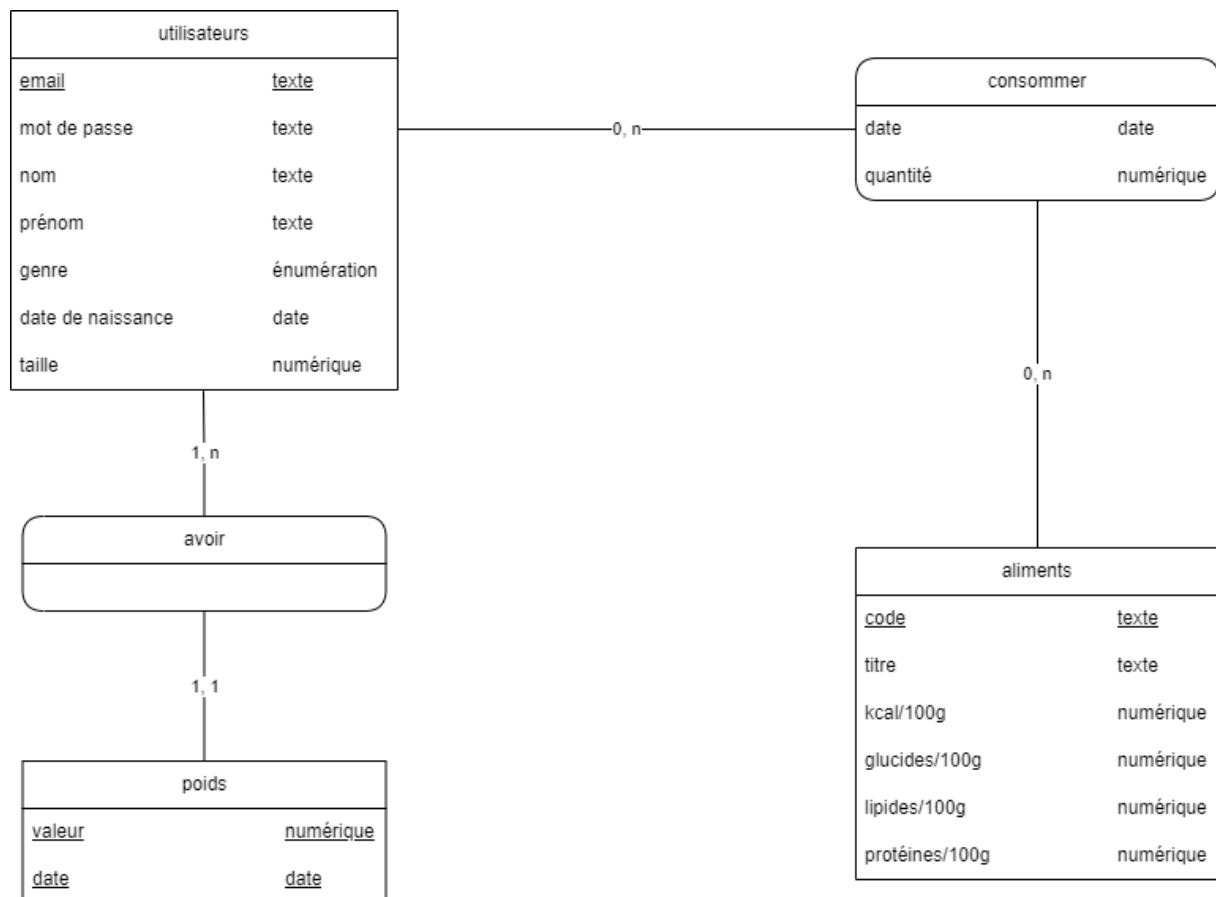 utilisateurs
email texte
mot de passe texte
nom texte
prénom texte
genre énumération
date de naissance date
taille numérique
0, n
consommer
date date
quantité numérique
1, n
0, n
avoir
1, 1
aliments
code texte
titre texte
kcal/100g numérique
glucides/100g numérique
lipides/100g numérique
protéines/100g numérique
poids
valeur numérique
date date